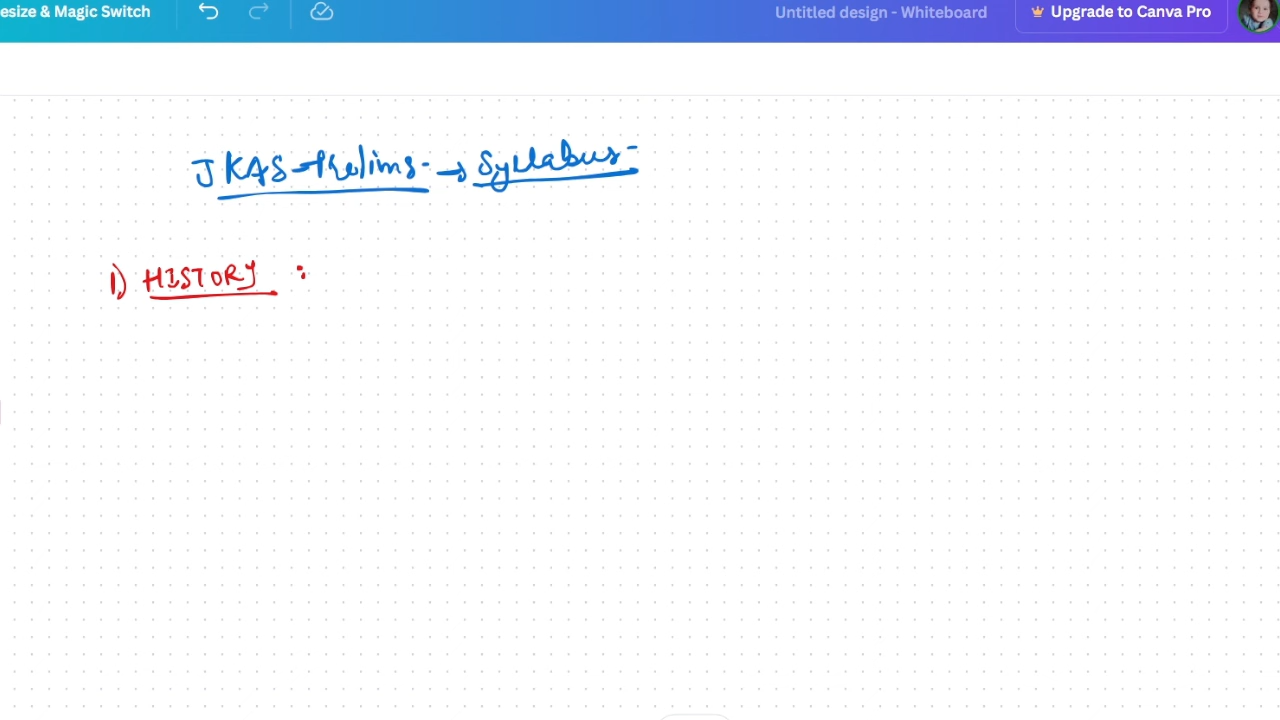 esize & Magic Switch
Untitled design - Whiteboard
Upgrade to Canva Pro
JKAS - Prelims - → Syllabus -
1) HISTORY :